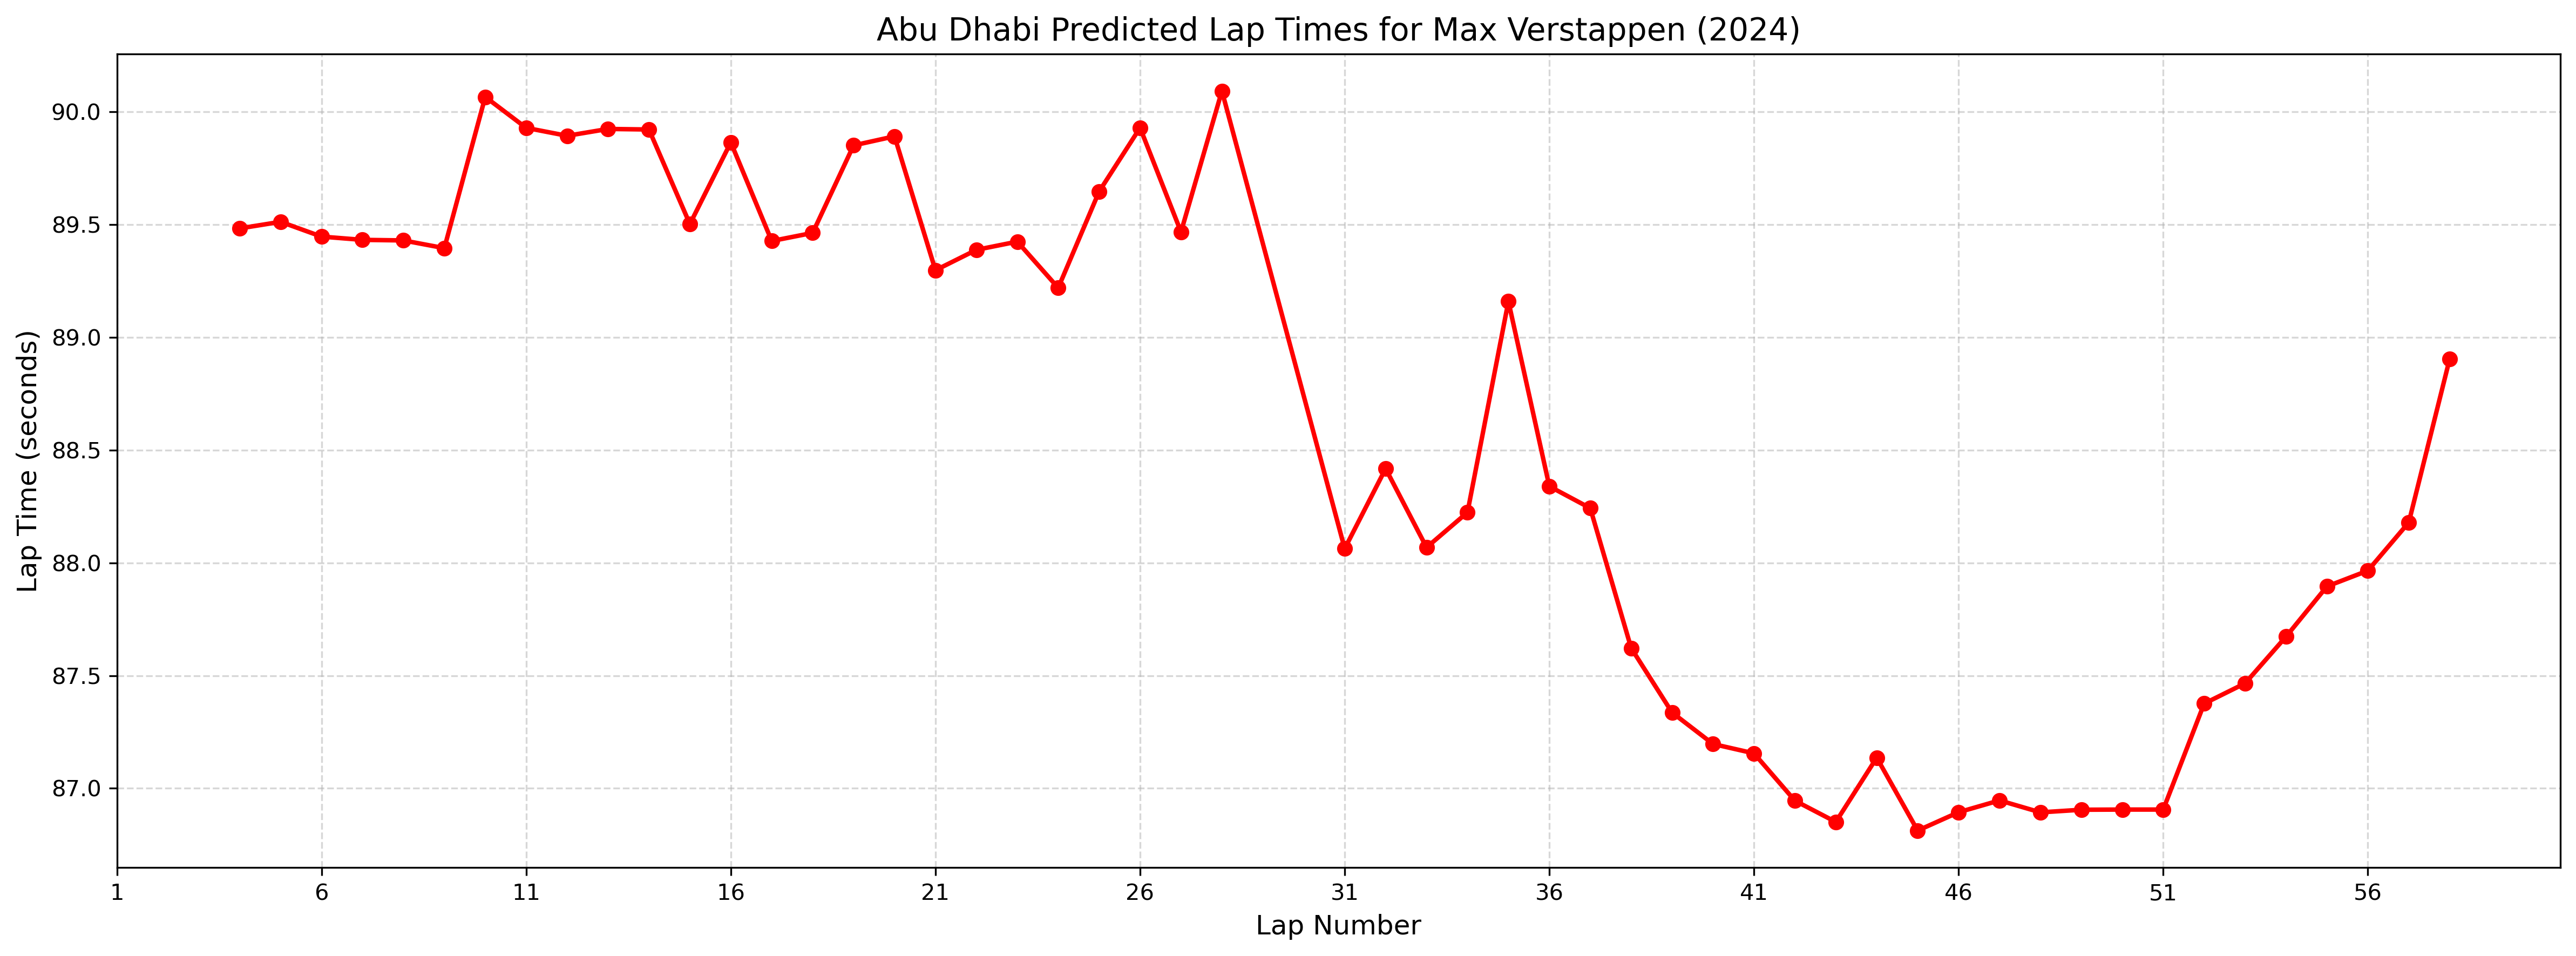 Abu Dhabi Predicted Lap Times for Max Verstappen (2024)
Lap Time (seconds)
90.0
89.5
89.0
88.5
88.0
87.5
87.0
1 6 11 16 21 26 31 36 41 46 51 56
Lap Number